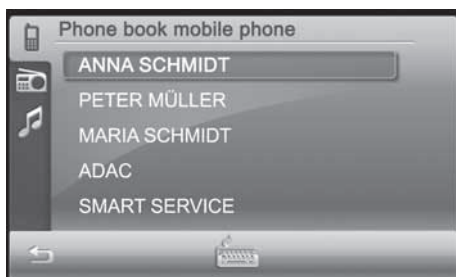 Phone book mobile phone
ANNA SCHMIDT
PETER MÜLLER
MARIA SCHMIDT
ADAC
SMART SERVICE